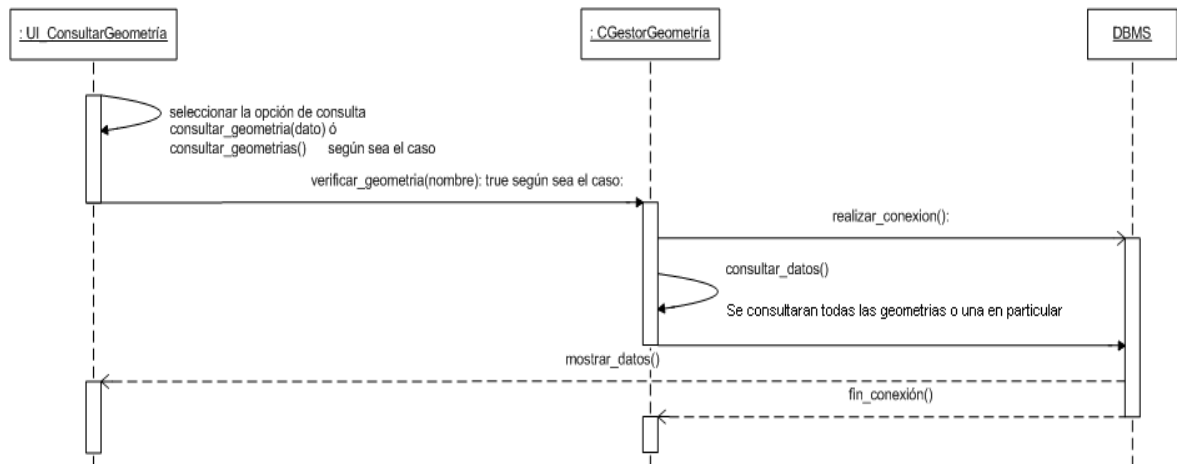 : UI_ConsultarGeometría
: CGestorGeometría
DBMS
seleccionar la opción de consulta
consultar_geometria(dato) ó
consultar_geometrias() según sea el caso
verificar_geometria(nombre): true según sea el caso:
realizar_conexion():
consultar_datos()
Se consultaran todas las geometrias o una en particular
mostrar_datos()
fin_conexión()